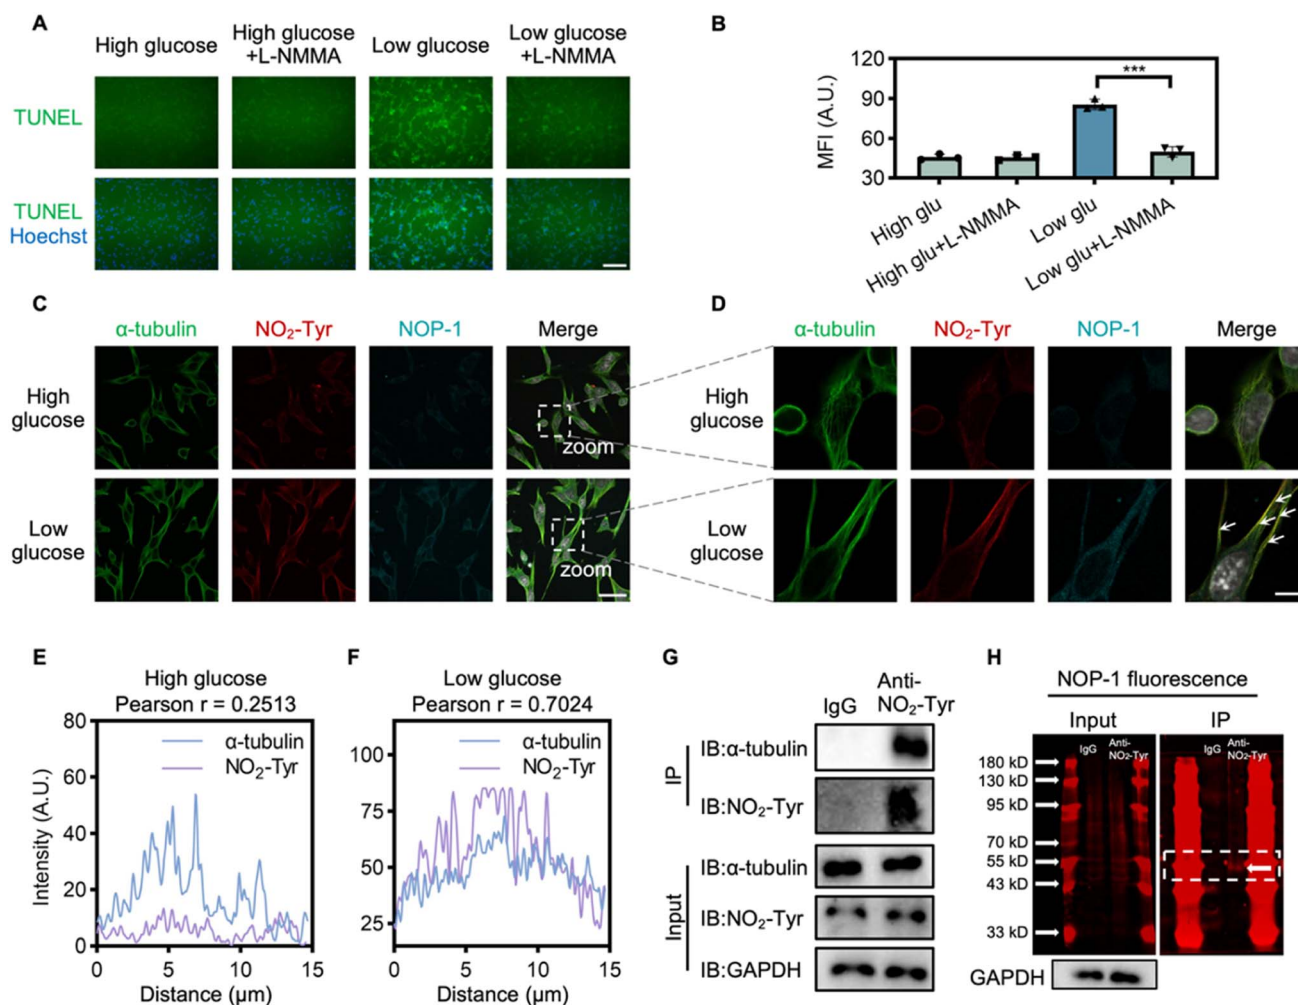 A
High glucose
High glucose
+L-NMMA
Low glucose
Low glucose
+L-NMMA
TUNEL
TUNEL
Hoechst
B
MFI (A.U.)
120
90
60
30
***
High glu
High glu+L-NMMA
Low glu
Low glu+L-NMMA
C
α-tubulin
NO₂-Tyr
NOP-1
Merge
High
glucose
zoom
Low
glucose
zoom
D
α-tubulin
NO₂-Tyr
NOP-1
Merge
High
glucose
Low
glucose
E
High glucose
Pearson r = 0.2513
α-tubulin
NO₂-Tyr
Intensity (A.U.)
80
60
40
20
0
0
5
10
15
Distance (μm)
F
Low glucose
Pearson r = 0.7024
α-tubulin
NO₂-Tyr
100
75
50
25
0
5
10
15
Distance (μm)
G
IgG
Anti-
NO₂-Tyr
IP
IB:α-tubulin
IB:NO₂-Tyr
Input
IB:α-tubulin
IB:NO₂-Tyr
IB:GAPDH
H
NOP-1 fluorescence
Input
IP
IgG
Anti-
NO₂-Tyr
IgG
Anti-
NO₂-Tyr
180 kD
130 kD
95 kD
70 kD
55 kD
43 kD
33 kD
GAPDH